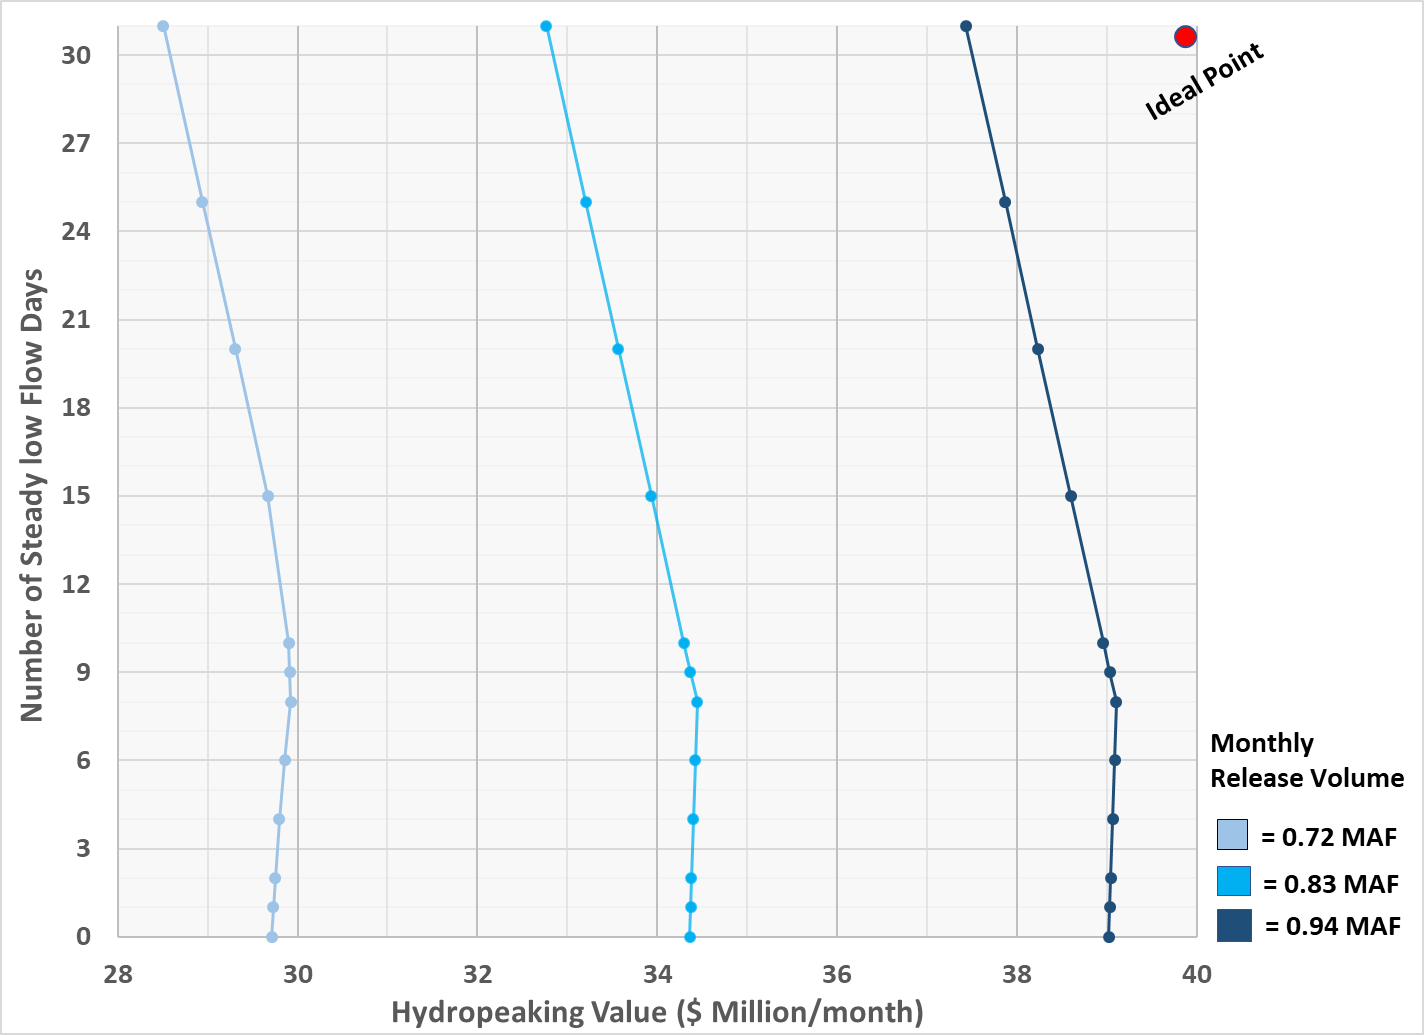 30
27
24
21
18
15
12
9
6
3
0
Number of Steady low Flow Days
28 30 32 34 36 38 40
Hydropeaking Value ($ Million/month)
Ideal Point
Monthly
Release Volume
= 0.72 MAF
= 0.83 MAF
= 0.94 MAF